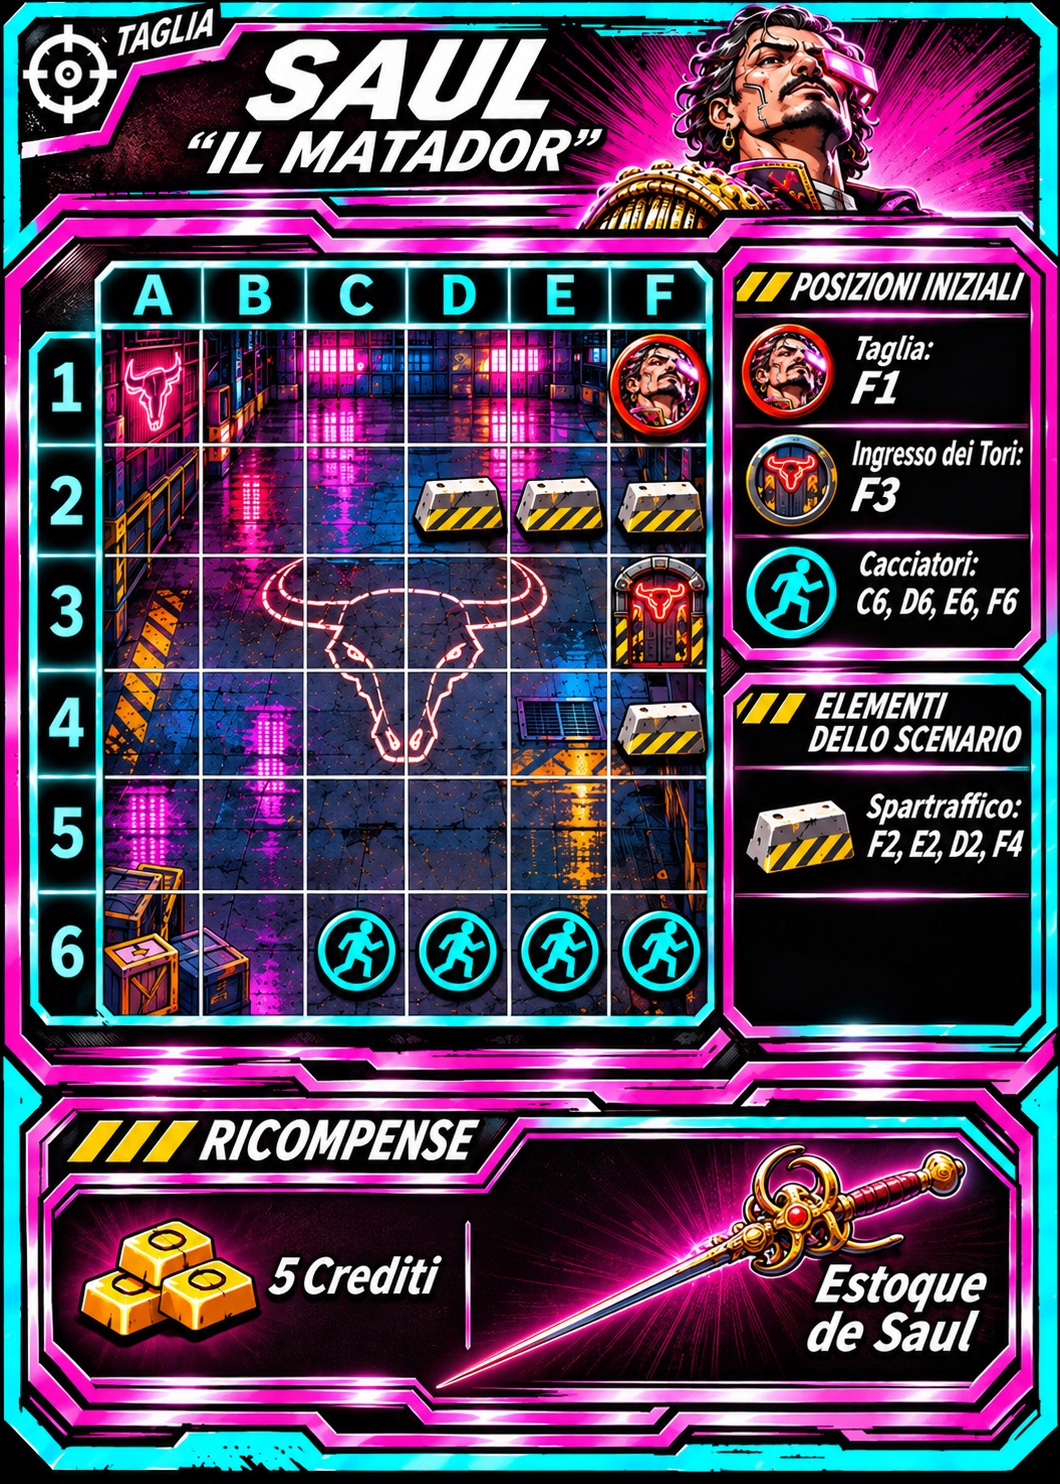 TAGLIA
SAUL
“IL MATADOR”
A B C D E F
1
2
3
4
5
6
POSIZIONI INIZIALI
Taglia:
F1
Ingresso dei Tori:
F3
Cacciatori:
C6, D6, E6, F6
ELEMENTI
DELLO SCENARIO
Spartraffico:
F2, E2, D2, F4
RICOMPENSE
5 Crediti
Estoque
de Saul